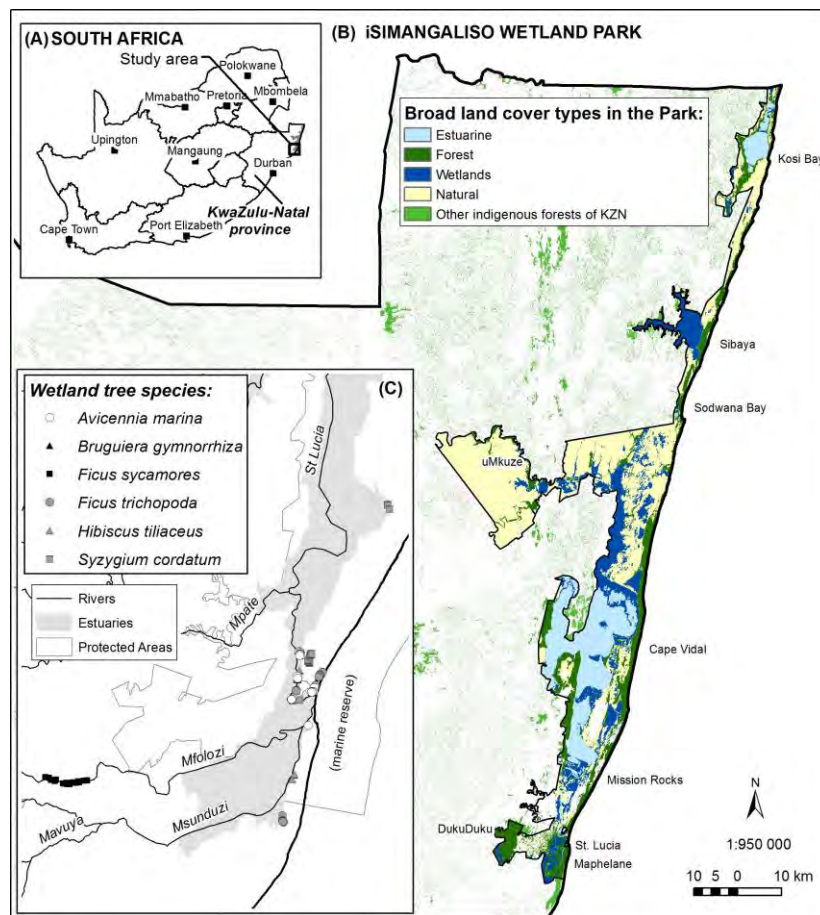 (A) SOUTH AFRICA
Study area
Polokwane
Mmabatho
Pretoria
Mbombela
Upington
Mangaung
Durban
KwaZulu-Natal
province
Cape Town
Port Elizabeth
(B) iSIMANGALISO WETLAND PARK
Broad land cover types in the Park:
Estuarine
Forest
Wetlands
Natural
Other indigenous forests of KZN
Kosi Bay
Sibaya
Sodwana Bay
uMkuze
Cape Vidal
Mission Rocks
DukuDuku
St. Lucia
Maphelane
N
1:950 000
10 5 0 10 km
(C)
Wetland tree species:
Avicennia marina
Bruguiera gymnorrhiza
Ficus sycamores
Ficus trichopoda
Hibiscus tiliaceus
Syzygium cordatum
Rivers
Estuaries
Protected Areas
St Lucia
Mpate
(marine reserve)
Mfolozi
Msunduzi
Mavuya